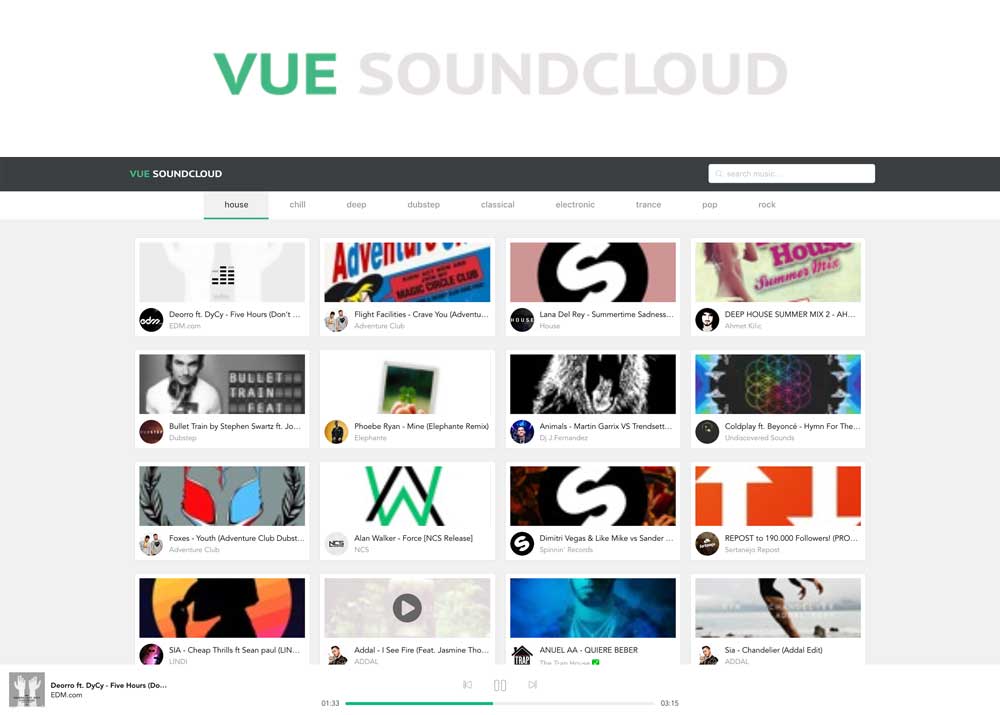 VUE SOUNDCLOUD
VUE SOUNDCLOUD
search music...
house chill deep dubstep classical electronic trance pop rock
Adventure
MAGIC CIRCLE CLUB
House
Summer Mix
edm.
Deorro ft. DyCy - Five Hours (Don't ...
EDM.com
Flight Facilities - Crave You (Adventu...
Adventure Club
HOUSE
Lana Del Rey - Summertime Sadness...
House
DEEP HOUSE SUMMER MIX 2 - AH...
Ahmet Kilic
BULLET
TRAIN
FEAT
DUBSTEP
Bullet Train by Stephen Swartz ft. Jo...
Dubstep
Phoebe Ryan - Mine (Elephante Remix)
Elephante
Animals - Martin Garrix VS Trendsett...
Dj J.Fernandez
Coldplay ft. Beyoncé - Hymn For The...
Undiscovered Sounds
Foxes - Youth (Adventure Club Dubst...
Adventure Club
NCS
Alan Walker - Force [NCS Release]
NCS
Dimitri Vegas & Like Mike vs Sander ...
Spinnin' Records
REPOST to 190.000 Followers! (PRO...
Sertanejo Repost
SIA - Cheap Thrills ft Sean paul (LIN...
LINDI
Addal - I See Fire (Feat. Jasmine Tho...
ADDAL
TRAP
ANUEL AA - QUIERE BEBER
The Trap House
SIA CHANDELIER
Sia - Chandelier (Addal Edit)
ADDAL
Deorro ft. DyCy - Five Hours (Do...
EDM.com
01:33
03:15